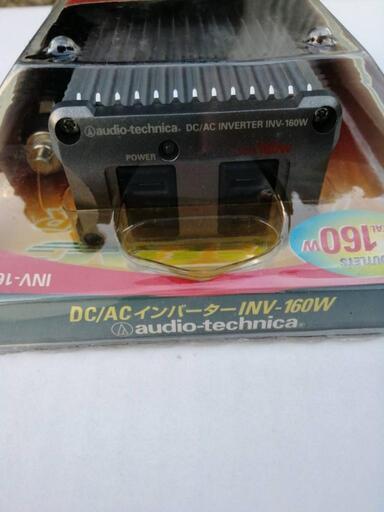 audio-technica® DC/AC INVERTER INV-160W
POWER
OUTLETS
160W
INV-16
DC/ACインバーターINV-160W
audio-technica®